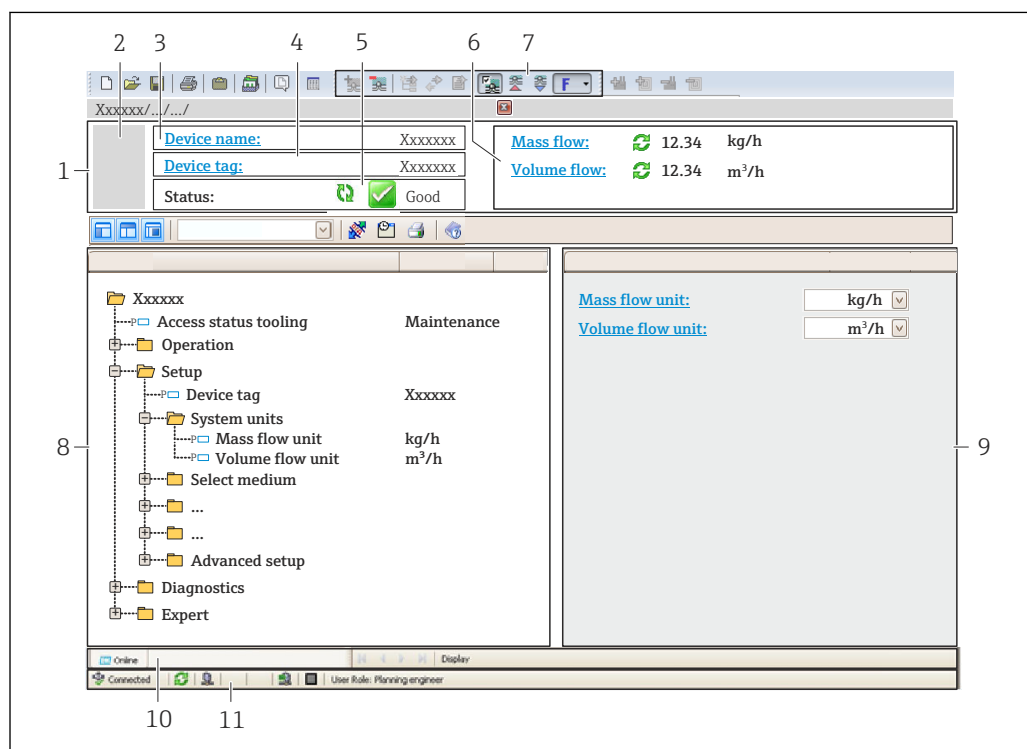 2 3 4 5 6 7
F
Xxxxxx/.../.../
1
Device name: Xxxxxxx
Device tag: Xxxxxxx
Status: Good
Mass flow: 12.34 kg/h
Volume flow: 12.34 m³/h
Xxxxxx
P Access status tooling Maintenance
Operation
Setup
P Device tag Xxxxxx
System units
P Mass flow unit kg/h
P Volume flow unit m³/h
Select medium
...
...
Advanced setup
Diagnostics
Expert
8
Mass flow unit: kg/h
Volume flow unit: m³/h
9
Online Display
Connected User Role: Planning engineer
10 11